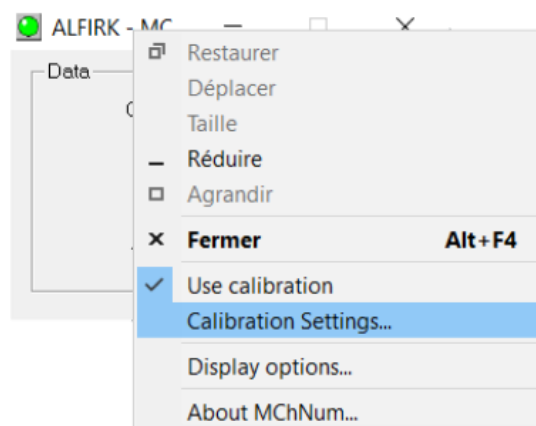 ALFIRK - MC
Data
Restaurer
Déplacer
Taille
Réduire
Agrandir
Fermer Alt+F4
Use calibration
Calibration Settings...
Display options...
About MChNum...